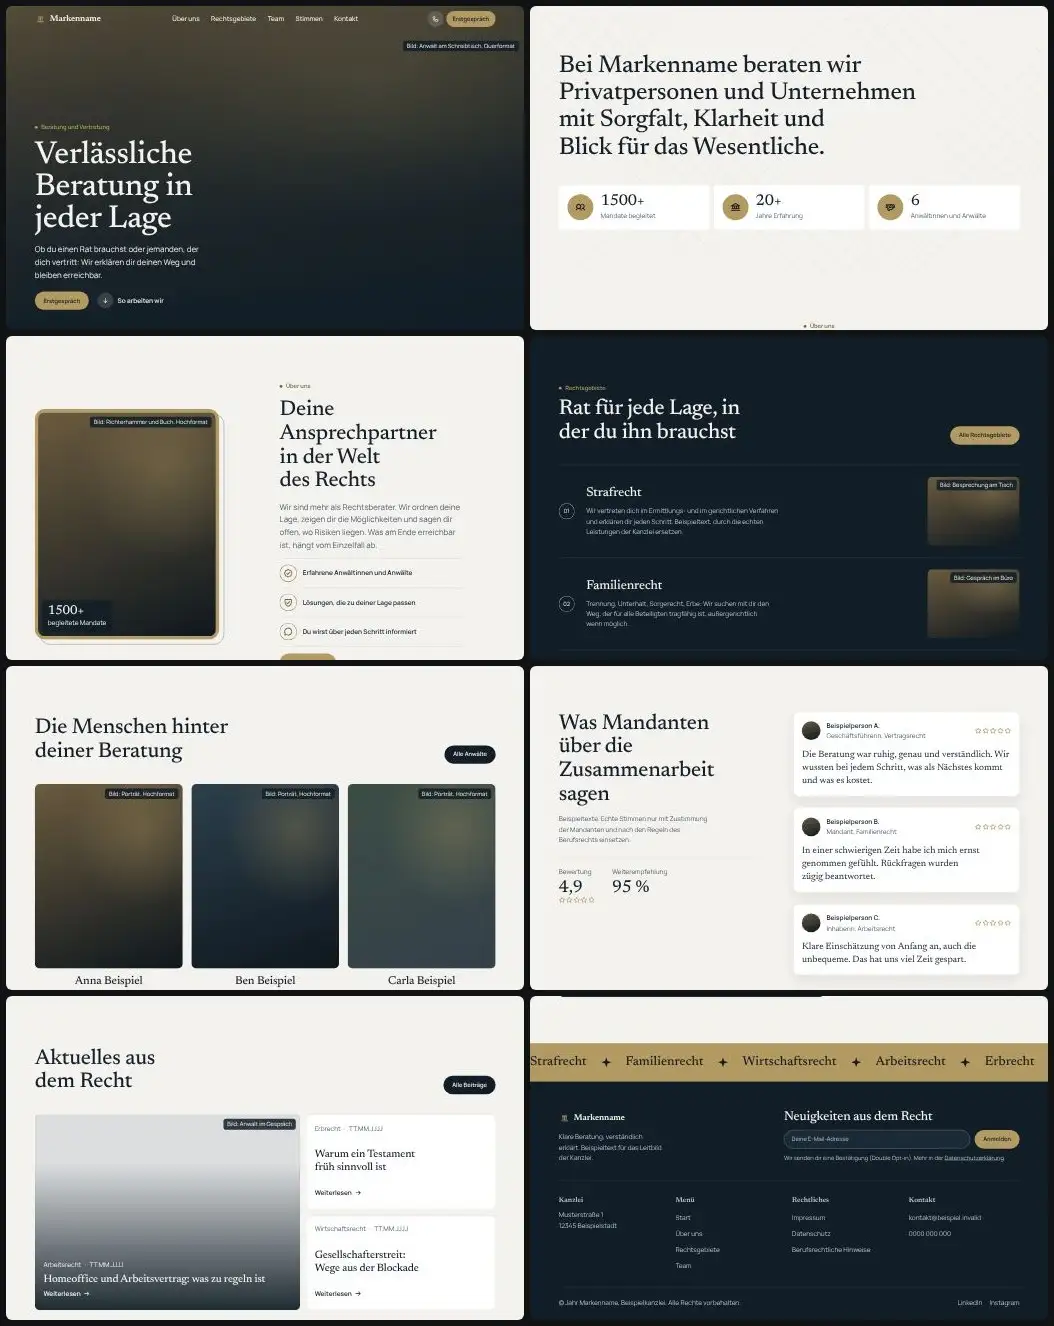 Markenname
Über uns
Rechtsgebiete
Team
Stimmen
Kontakt
Erstgespräch
Bild: Anwalt am Schreibtisch, Querformat
Beratung und Vertretung
Verlässliche
Beratung in
jeder Lage
Ob du einen Rat brauchst oder jemanden, der
dich vertritt: Wir erklären dir deinen Weg und
bleiben erreichbar.
Erstgespräch
So arbeiten wir
Bei Markenname beraten wir
Privatpersonen und Unternehmen
mit Sorgfalt, Klarheit und
Blick für das Wesentliche.
1500+
Mandate begleitet
20+
Jahre Erfahrung
6
Anwältinnen und Anwälte
Über uns
Bild: Richterhammer und Buch, Hochformat
1500+
begleitete Mandate
Über uns
Deine
Ansprechpartner
in der Welt
des Rechts
Wir sind mehr als Rechtsberater. Wir ordnen deine
Lage, zeigen dir die Möglichkeiten und sagen dir
offen, wo Risiken liegen. Was am Ende erreichbar
ist, hängt vom Einzelfall ab.
Erfahrene Anwältinnen und Anwälte
Lösungen, die zu deiner Lage passen
Du wirst über jeden Schritt informiert
Rechtsgebiete
Rat für jede Lage, in
der du ihn brauchst
Alle Rechtsgebiete
01
Strafrecht
Wir vertreten dich im Ermittlungs- und im gerichtlichen Verfahren
und erklären dir jeden Schritt. Beispieltext, durch die echten
Leistungen der Kanzlei ersetzen.
Bild: Besprechung am Tisch
02
Familienrecht
Trennung, Unterhalt, Sorgerecht, Erbe: Wir suchen mit dir den
Weg, der für alle Beteiligten tragfähig ist, außergerichtlich
wenn möglich.
Bild: Gespräch im Büro
Die Menschen hinter
deiner Beratung
Alle Anwälte
Bild: Porträt, Hochformat
Bild: Porträt, Hochformat
Bild: Porträt, Hochformat
Anna Beispiel
Ben Beispiel
Carla Beispiel
Was Mandanten
über die
Zusammenarbeit
sagen
Beispieltexte. Echte Stimmen nur mit Zustimmung
der Mandanten und nach den Regeln des
Berufsrechts einsetzen.
Bewertung
4,9
Weiterempfehlung
95 %
Beispielperson A.
Geschäftsführerin, Vertragsrecht
Die Beratung war ruhig, genau und verständlich. Wir
wussten bei jedem Schritt, was als Nächstes kommt
und was es kostet.
Beispielperson B.
Mandant, Familienrecht
In einer schwierigen Zeit habe ich mich ernst
genommen gefühlt. Rückfragen wurden
zügig beantwortet.
Beispielperson C.
Inhaberin, Arbeitsrecht
Klare Einschätzung von Anfang an, auch die
unbequeme. Das hat uns viel Zeit gespart.
Aktuelles aus
dem Recht
Alle Beiträge
Bild: Anwalt im Gespräch
Arbeitsrecht · TT.MM.JJJJ
Homeoffice und Arbeitsvertrag: was zu regeln ist
Weiterlesen →
Erbrecht · TT.MM.JJJJ
Warum ein Testament
früh sinnvoll ist
Weiterlesen →
Wirtschaftsrecht · TT.MM.JJJJ
Gesellschafterstreit:
Wege aus der Blockade
Weiterlesen →
Strafrecht
Familienrecht
Wirtschaftsrecht
Arbeitsrecht
Erbrecht
Markenname
Klare Beratung, verständlich
erklärt. Beispieltext für das Leitbild
der Kanzlei.
Neuigkeiten aus dem Recht
Deine E-Mail-Adresse
Anmelden
Wir senden dir eine Bestätigung (Double Opt-in). Mehr in der Datenschutzerklärung.
Kanzlei
Musterstraße 1
12345 Beispielstadt
Menü
Start
Über uns
Rechtsgebiete
Team
Rechtliches
Impressum
Datenschutz
Berufsrechtliche Hinweise
Kontakt
kontakt@beispiel.invalid
0000 000 000
© Jahr Markenname, Beispielkanzlei. Alle Rechte vorbehalten
LinkedIn
Instagram